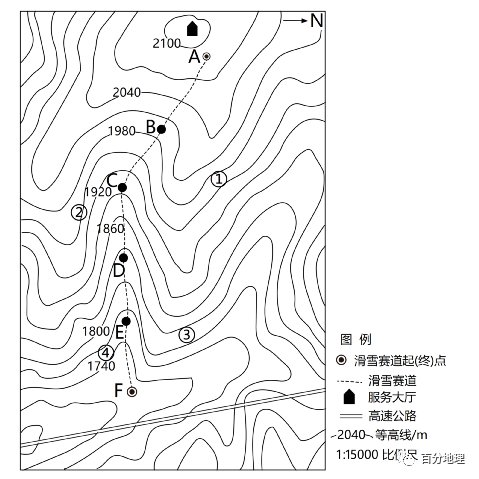 N
2100
A
2040
B
1980
①
C
1920
②
1860
D
1800
E
③
④
1740
F
图 例
滑雪赛道起(终)点
滑雪赛道
服务大厅
高速公路
2040 等高线/m
1:15000 比例尺
百分地理